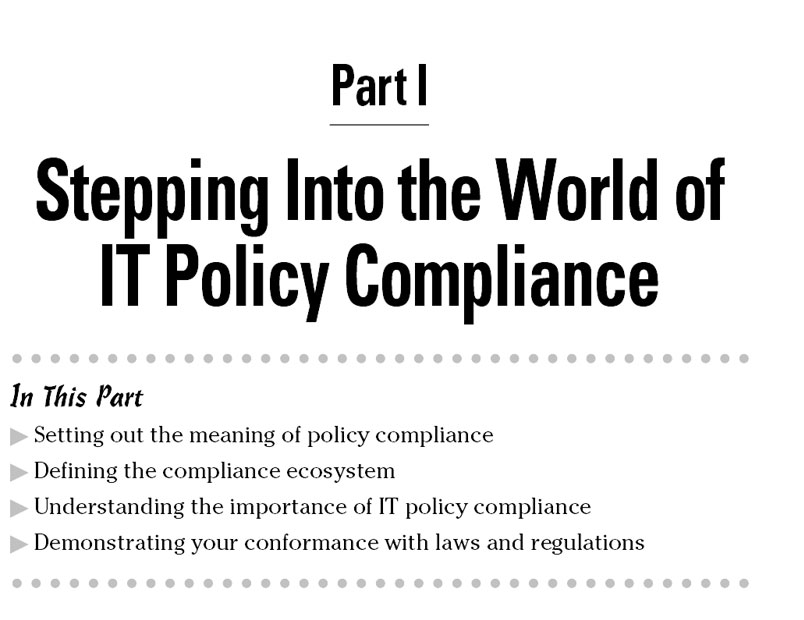 Part I
Stepping Into the World of
IT Policy Compliance
In This Part
Setting out the meaning of policy compliance
Defining the compliance ecosystem
Understanding the importance of IT policy compliance
Demonstrating your conformance with laws and regulations